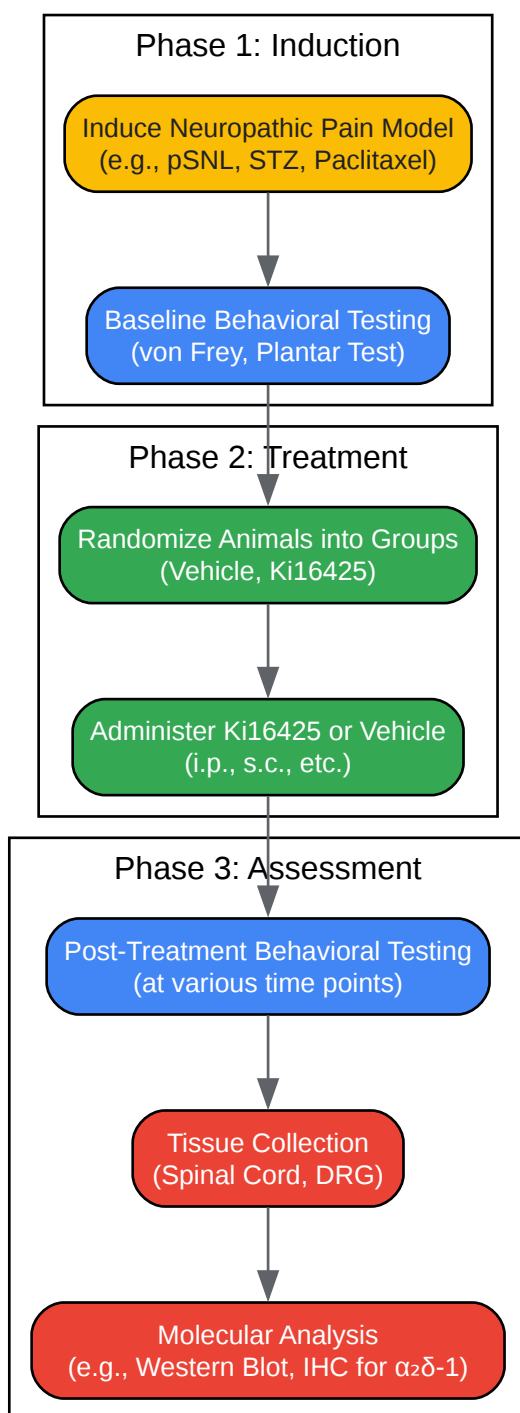 Phase 1: Induction
Induce Neuropathic Pain Model
(e.g., pSNL, STZ, Paclitaxel)
Baseline Behavioral Testing
(von Frey, Plantar Test)
Phase 2: Treatment
Randomize Animals into Groups
(Vehicle, Ki16425)
Administer Ki16425 or Vehicle
(i.p., s.c., etc.)
Phase 3: Assessment
Post-Treatment Behavioral Testing
(at various time points)
Tissue Collection
(Spinal Cord, DRG)
Molecular Analysis
(e.g., Western Blot, IHC for α₂δ-1)